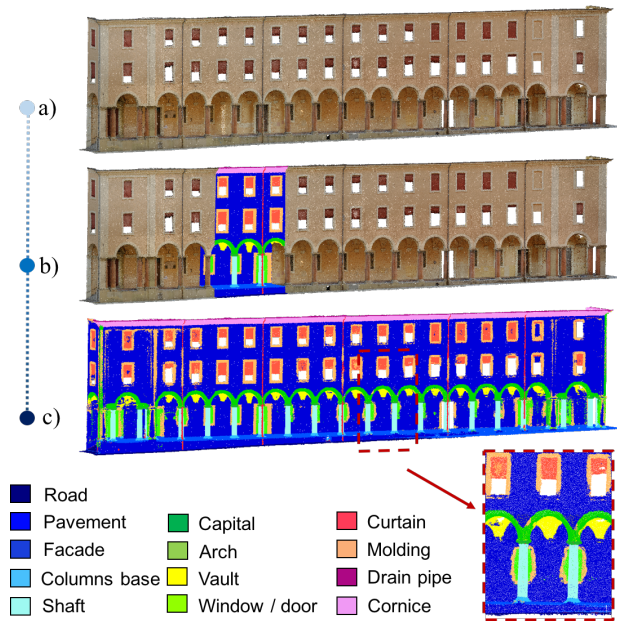 a)
b)
c)
Road
Pavement
Facade
Columns base
Shaft
Capital
Arch
Vault
Window / door
Curtain
Molding
Drain pipe
Cornice